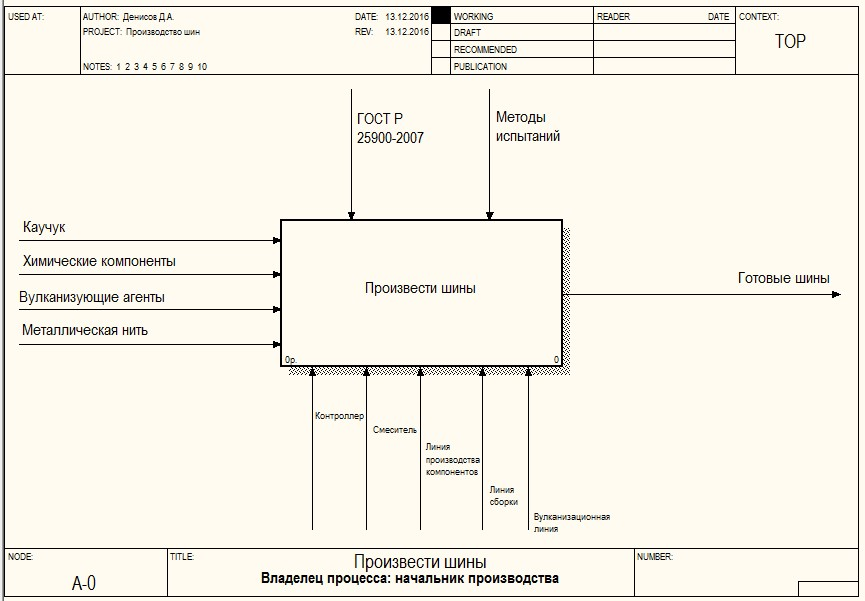 USED AT:
AUTHOR: Денисов Д.А.
DATE: 13.12.2016
WORKING
READER
DATE
CONTEXT:
PROJECT: Производство шин
REV: 13.12.2016
DRAFT
TOP
RECOMMENDED
NOTES: 1 2 3 4 5 6 7 8 9 10
PUBLICATION
ГОСТ Р
25900-2007
Методы
испытаний
Каучук
Химические компоненты
Вулканизующие агенты
Металлическая нить
Произвести шины
0р.
0
Готовые шины
Контроллер
Смеситель
Линия
производства
компонентов
Линия
сборки
Вулканизационная
линия
NODE:
A-0
TITLE:
Произвести шины
Владелец процесса: начальник производства
NUMBER: